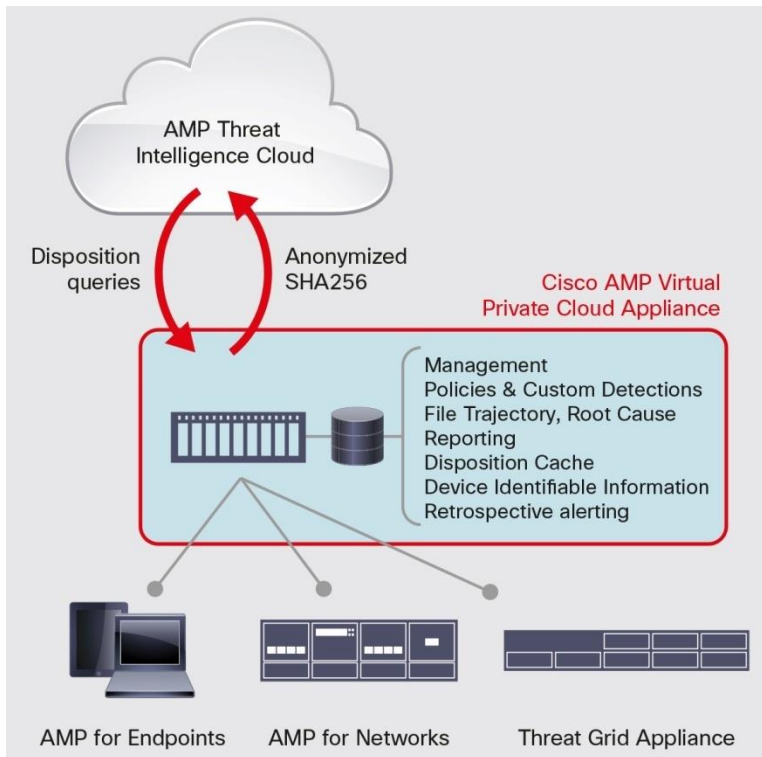 AMP Threat
Intelligence Cloud
Disposition
queries
Anonymized
SHA256
Cisco AMP Virtual
Private Cloud Appliance
Management
Policies & Custom Detections
File Trajectory, Root Cause
Reporting
Disposition Cache
Device Identifiable Information
Retrospective alerting
AMP for Endpoints
AMP for Networks
Threat Grid Appliance